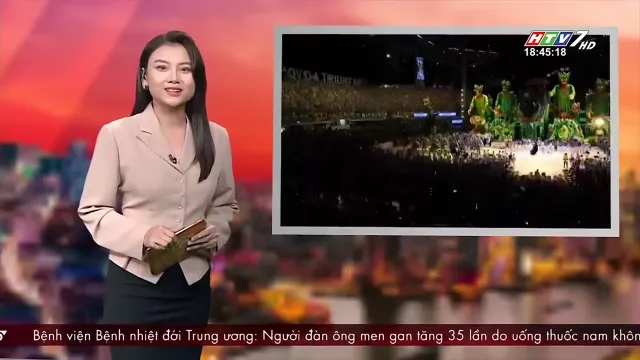 HTV7 HD
18:45:18
Bệnh viện Bệnh nhiệt đới Trung ương: Người đàn ông men gan tăng 35 lần do uống thuốc nam khôn